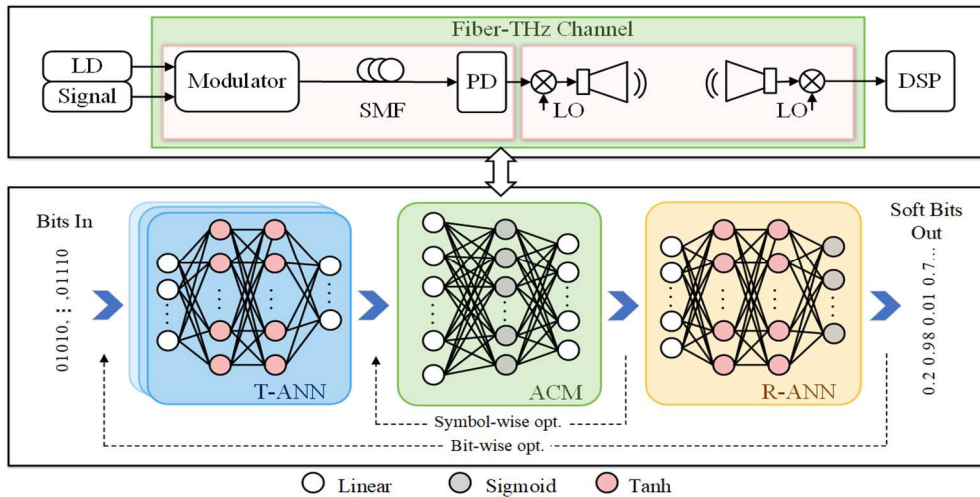 Fiber-THz Channel
LD
Signal
Modulator
SMF
PD
LO
LO
DSP
Bits In
01010. ⋮ .01110
T-ANN
ACM
R-ANN
Soft Bits
Out
0.2 0.98 0.01 0.7...
Symbol-wise opt.
Bit-wise opt.
Linear
Sigmoid
Tanh